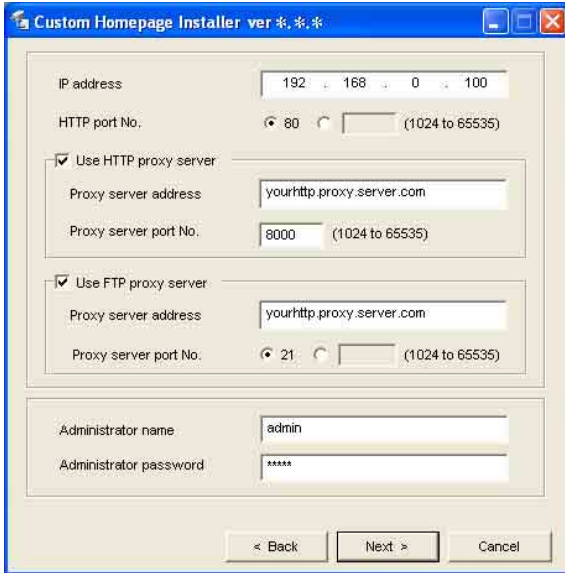 Custom Homepage Installer ver *.*.*
IP address 192 . 168 . 0 . 100
HTTP port No. 80 (1024 to 65535)
Use HTTP proxy server
Proxy server address yourhttp.proxy.server.com
Proxy server port No. 8000 (1024 to 65535)
Use FTP proxy server
Proxy server address yourhttp.proxy.server.com
Proxy server port No. 21 (1024 to 65535)
Administrator name admin
Administrator password *****
< Back Next > Cancel